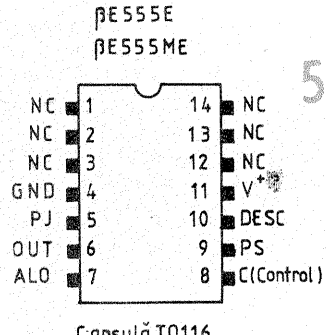 βE555E
βE555ME
5
NC 1 14 NC
NC 2 13 NC
NC 3 12 NC
GND 4 11 V+
PJ 5 10 DESC
OUT 6 9 PS
ALO 7 8 C(Control)
Capsulă TO116